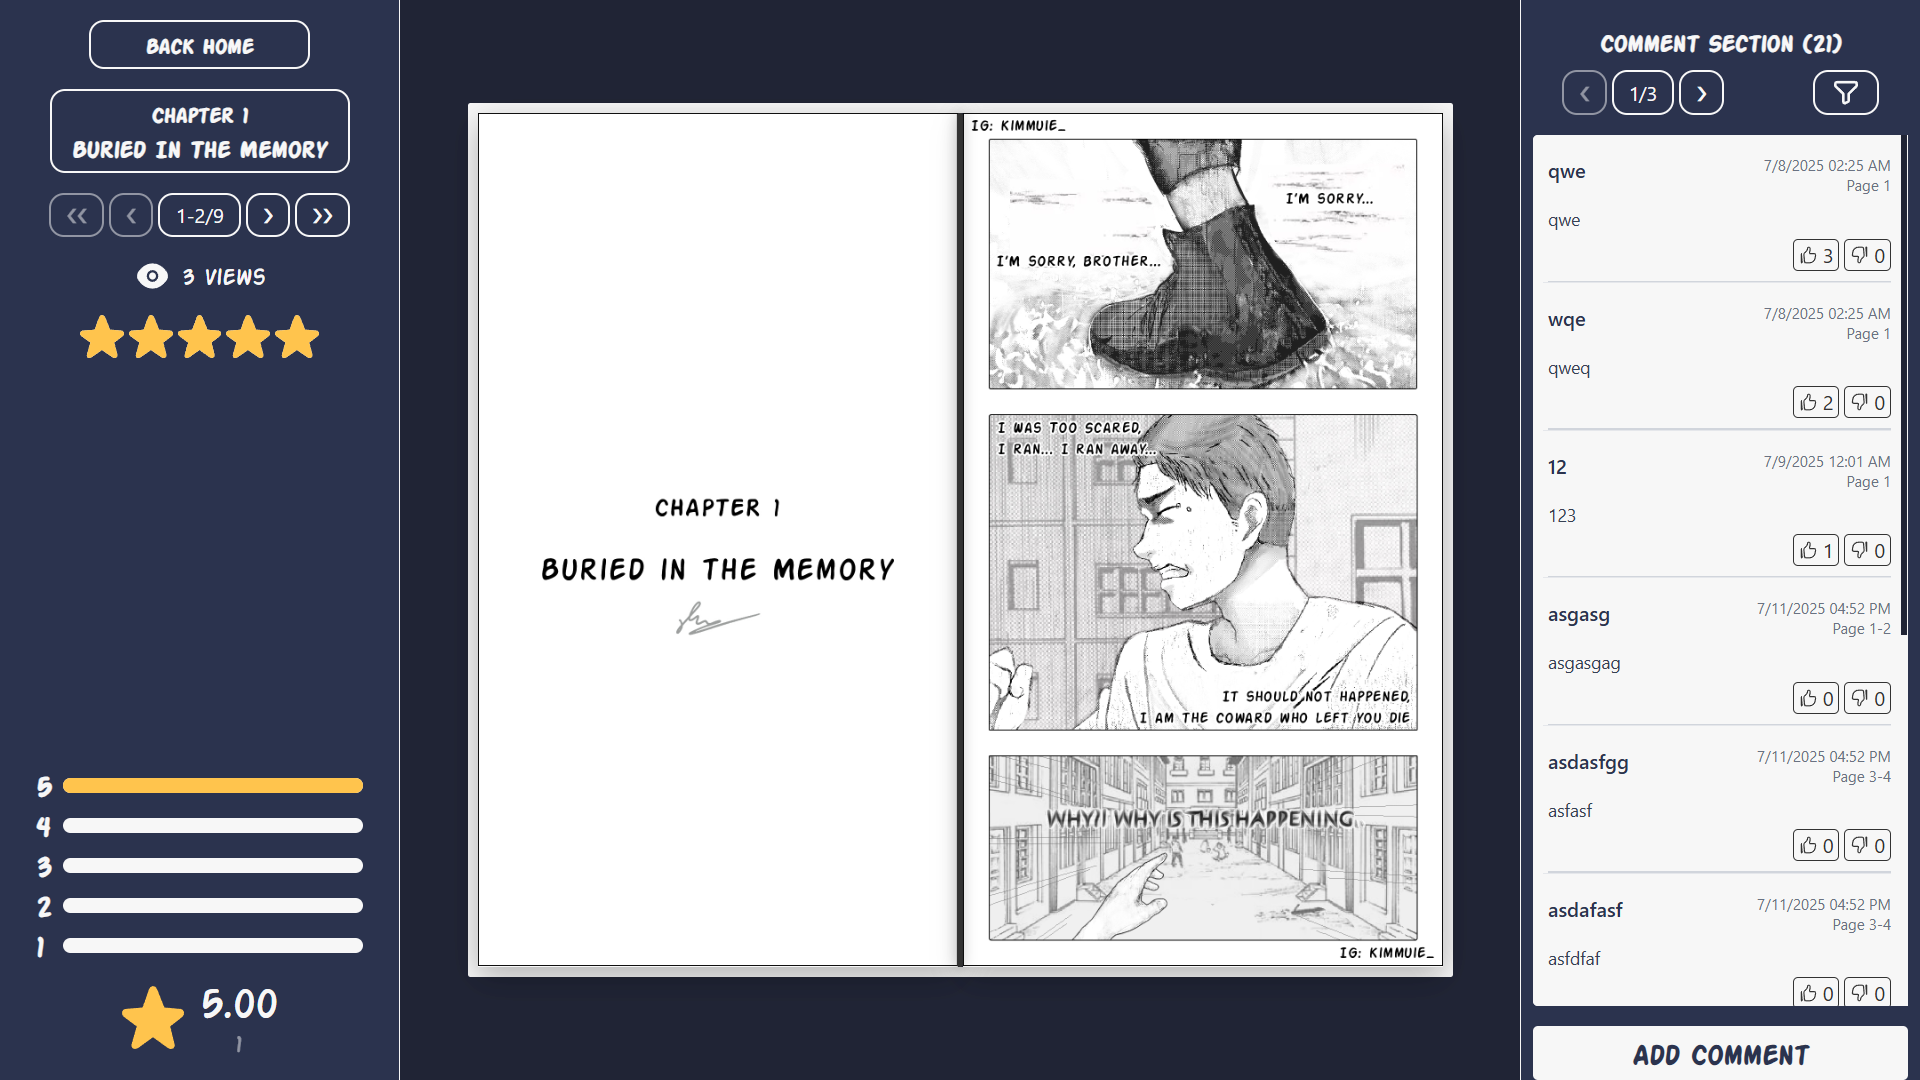 BACK HOME
CHAPTER 1
BURIED IN THE MEMORY
1-2/9
3 VIEWS
5
4
3
2
1
5.00
1
CHAPTER 1
BURIED IN THE MEMORY
IG: KIMMUIE_
I'M SORRY...
I'M SORRY, BROTHER...
I WAS TOO SCARED,
I RAN... I RAN AWAY...
IT SHOULD NOT HAPPENED,
I AM THE COWARD WHO LEFT YOU DIE
WHY?! WHY IS THIS HAPPENING
IG: KIMMUIE_
COMMENT SECTION (21)
1/3
qwe
7/8/2025 02:25 AM
Page 1
qwe
3 0
wqe
7/8/2025 02:25 AM
Page 1
qweq
2 0
12
7/9/2025 12:01 AM
Page 1
123
1 0
asgasg
7/11/2025 04:52 PM
Page 1-2
asgasgag
0 0
asdasfgg
7/11/2025 04:52 PM
Page 3-4
asfasf
0 0
asdafasf
7/11/2025 04:52 PM
Page 3-4
asfdfaf
0 0
ADD COMMENT